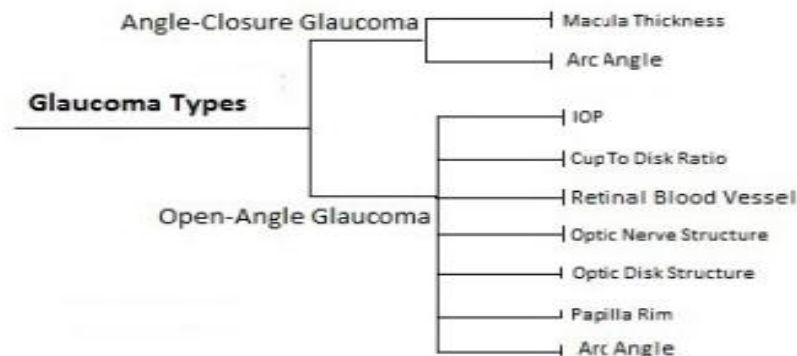 Angle-Closure Glaucoma
Macula Thickness
Arc Angle
Glaucoma Types
IOP
Cup To Disk Ratio
Retinal Blood Vessel
Open-Angle Glaucoma
Optic Nerve Structure
Optic Disk Structure
Papilla Rim
Arc Angle